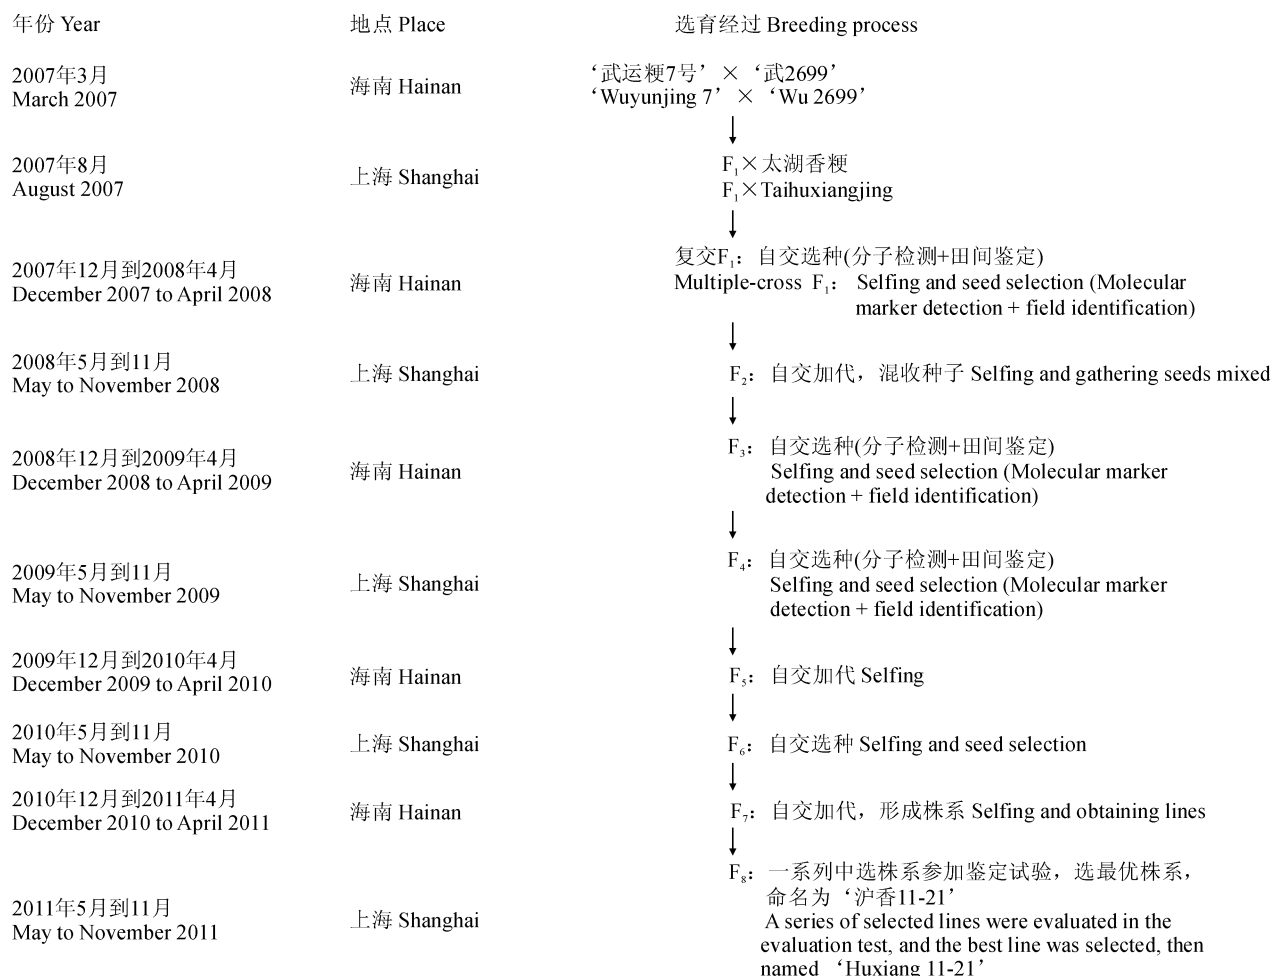 年份 Year 地点 Place 选育经过 Breeding process
2007年3月
March 2007
海南 Hainan
‘武运粳7号’×‘武2699’
‘Wuyunjing 7’×‘Wu 2699’
2007年8月
August 2007
上海 Shanghai
F₁×太湖香粳
F₁×Taihuxiangjing
2007年12月到2008年4月
December 2007 to April 2008
海南 Hainan
复交F₁：自交选种(分子检测+田间鉴定)
Multiple-cross F₁： Selfing and seed selection (Molecular
marker detection + field identification)
2008年5月到11月
May to November 2008
上海 Shanghai
F₂：自交加代，混收种子 Selfing and gathering seeds mixed
2008年12月到2009年4月
December 2008 to April 2009
海南 Hainan
F₃：自交选种(分子检测+田间鉴定)
Selfing and seed selection (Molecular marker
detection + field identification)
2009年5月到11月
May to November 2009
上海 Shanghai
F₄：自交选种(分子检测+田间鉴定)
Selfing and seed selection (Molecular marker
detection + field identification)
2009年12月到2010年4月
December 2009 to April 2010
海南 Hainan
F₅：自交加代 Selfing
2010年5月到11月
May to November 2010
上海 Shanghai
F₆：自交选种 Selfing and seed selection
2010年12月到2011年4月
December 2010 to April 2011
海南 Hainan
F₇：自交加代，形成株系 Selfing and obtaining lines
2011年5月到11月
May to November 2011
上海 Shanghai
F₈：一系列中选株系参加鉴定试验，选最优株系，
命名为‘沪香11-21’
A series of selected lines were evaluated in the
evaluation test, and the best line was selected, then
named ‘Huxiang 11-21’